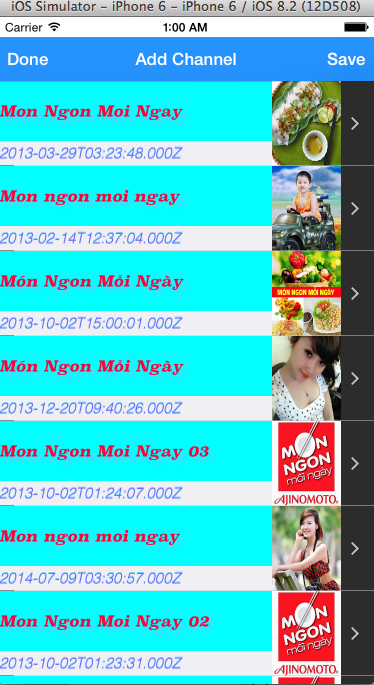 iOS Simulator – iPhone 6 – iPhone 6 / iOS 8.2 (12D508)
Carrier 1:00 AM
Done Add Channel Save
Mon Ngon Moi Ngay
2013-03-29T03:23:48.000Z
Mon ngon moi ngay
2013-02-14T12:37:04.000Z
Món Ngon Mỗi Ngày
MÓN NGON MỖI NGÀY
2013-10-02T15:00:01.000Z
Món Ngon Mỗi Ngày
2013-12-20T09:40:26.000Z
Mon Ngon Moi Ngay 03
MÓN
NGON
mỗi ngày
AJINOMOTO
2013-10-02T01:24:07.000Z
Mon ngon moi ngay
2014-07-09T03:30:57.000Z
Mon Ngon Moi Ngay 02
MÓN
NGON
mỗi ngày
AJINOMOTO
2013-10-02T01:23:31.000Z